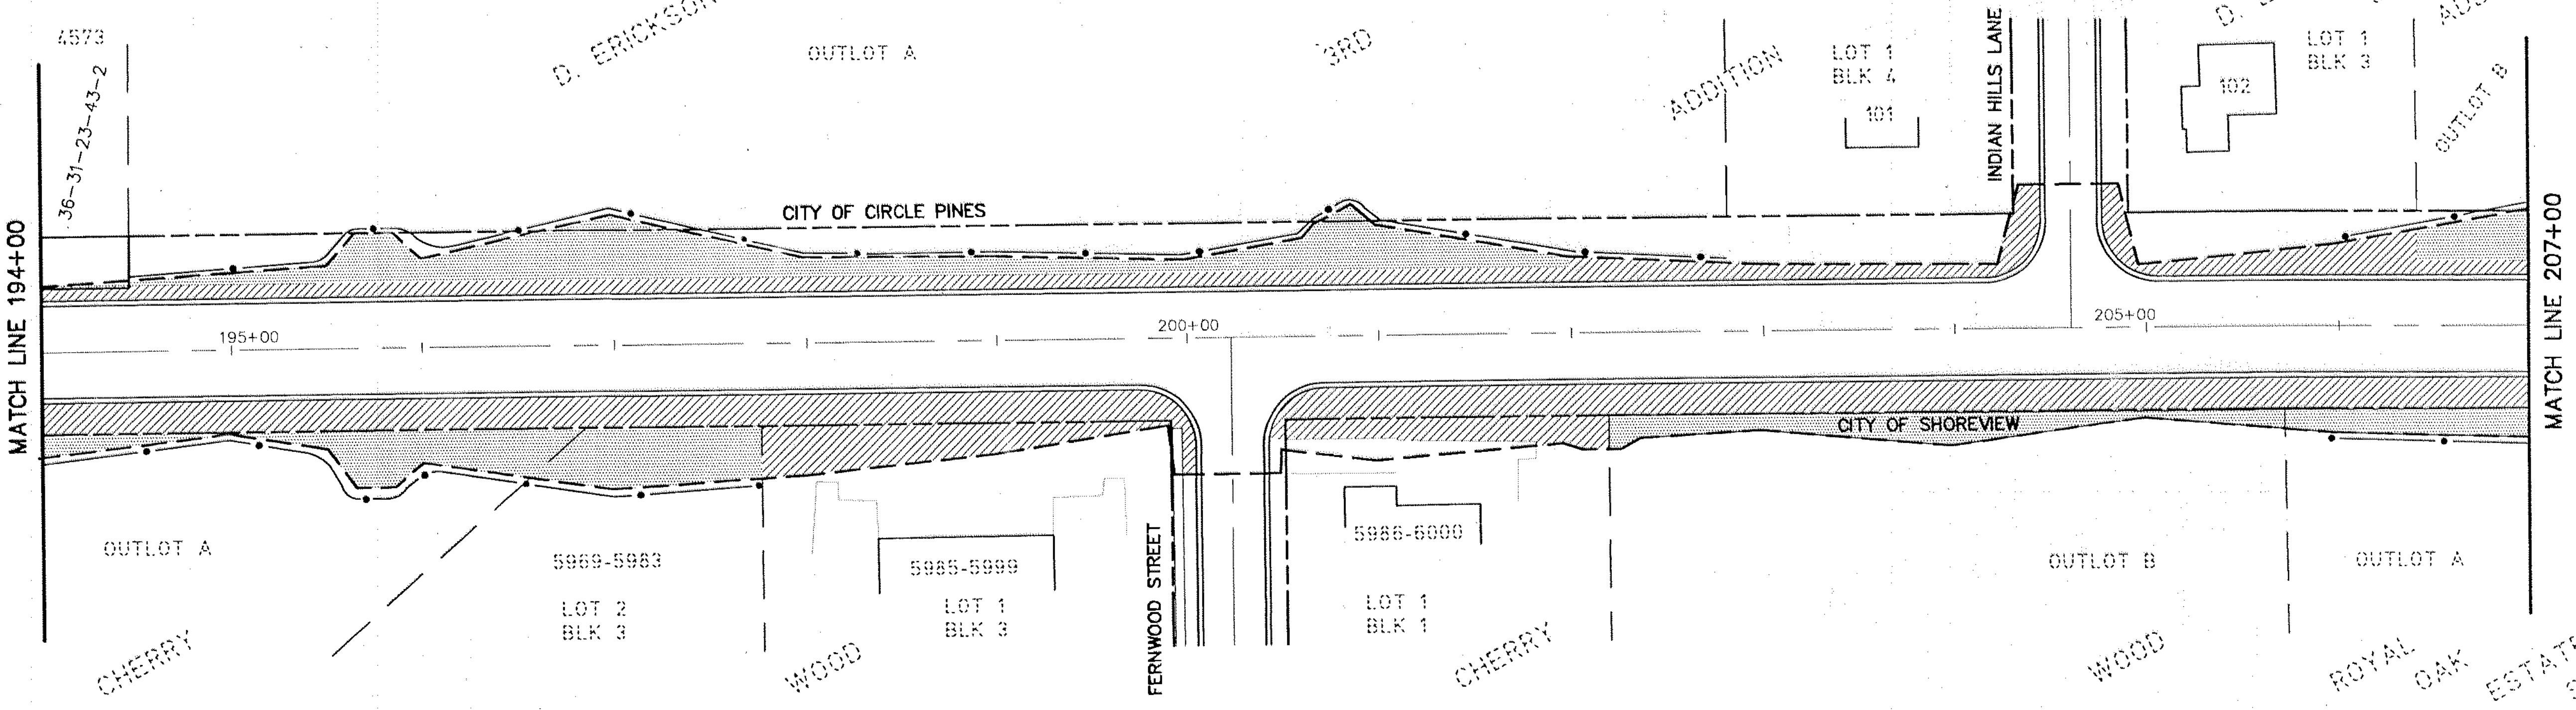 4573
36-31-23-43-2
D. ERICKSON
OUTLOT A
3RD
ADDITION
LOT 1
BLK 4
101
INDIAN HILLS LANE
102
LOT 1
BLK 3
OUTLOT B
CITY OF CIRCLE PINES
MATCH LINE 194+00
MATCH LINE 207+00
195+00
200+00
205+00
CITY OF SHOREVIEW
OUTLOT A
5969-5983
LOT 2
BLK 3
5985-5999
LOT 1
BLK 3
FERNWOOD STREET
5986-6000
LOT 1
BLK 1
OUTLOT B
OUTLOT A
CHERRY
WOOD
CHERRY
WOOD
ROYAL
OAK